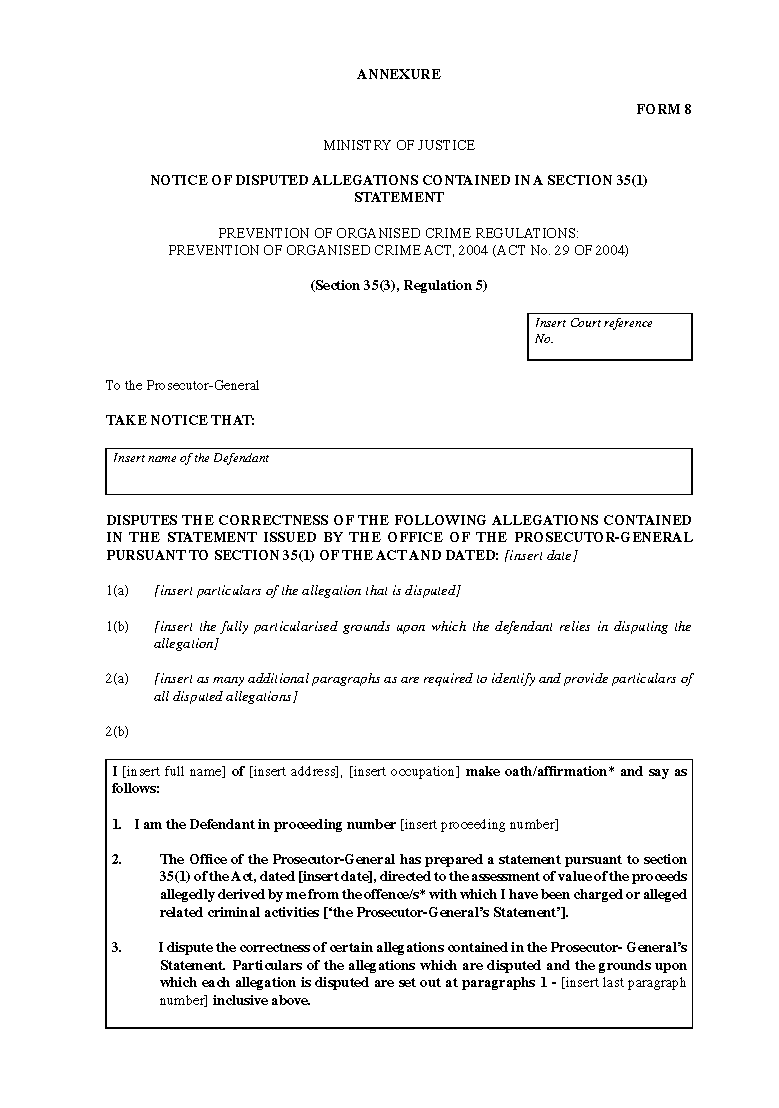 ANNEXURE
FORM 8
MINISTRY OF JUSTICE
NOTICE OF DISPUTED ALLEGATIONS CONTAINED IN A SECTION 35(1)
STATEMENT
PREVENTION OF ORGANISED CRIME REGULATIONS:
PREVENTION OF ORGANISED CRIME ACT, 2004 (ACT No. 29 OF 2004)
(Section 35(3), Regulation 5)
Insert Court reference
No.
To the Prosecutor-General
TAKE NOTICE THAT:
Insert name of the Defendant
DISPUTES THE CORRECTNESS OF THE FOLLOWING ALLEGATIONS CONTAINED
IN THE STATEMENT ISSUED BY THE OFFICE OF THE PROSECUTOR-GENERAL
PURSUANT TO SECTION 35(1) OF THE ACT AND DATED: [insert date]
1(a) [insert particulars of the allegation that is disputed]
1(b) [insert the fully particularised grounds upon which the defendant relies in disputing the
allegation]
2(a) [insert as many additional paragraphs as are required to identify and provide particulars of
all disputed allegations]
2(b)
I [insert full name] of [insert address], [insert occupation] make oath/affirmation* and say as
follows:
1. I am the Defendant in proceeding number [insert proceeding number]
2. The Office of the Prosecutor-General has prepared a statement pursuant to section
35(1) of the Act, dated [insert date], directed to the assessment of value of the proceeds
allegedly derived by me from the offence/s* with which I have been charged or alleged
related criminal activities [‘the Prosecutor-General’s Statement’].
3. I dispute the correctness of certain allegations contained in the Prosecutor- General’s
Statement. Particulars of the allegations which are disputed and the grounds upon
which each allegation is disputed are set out at paragraphs 1 - [insert last paragraph
number] inclusive above.